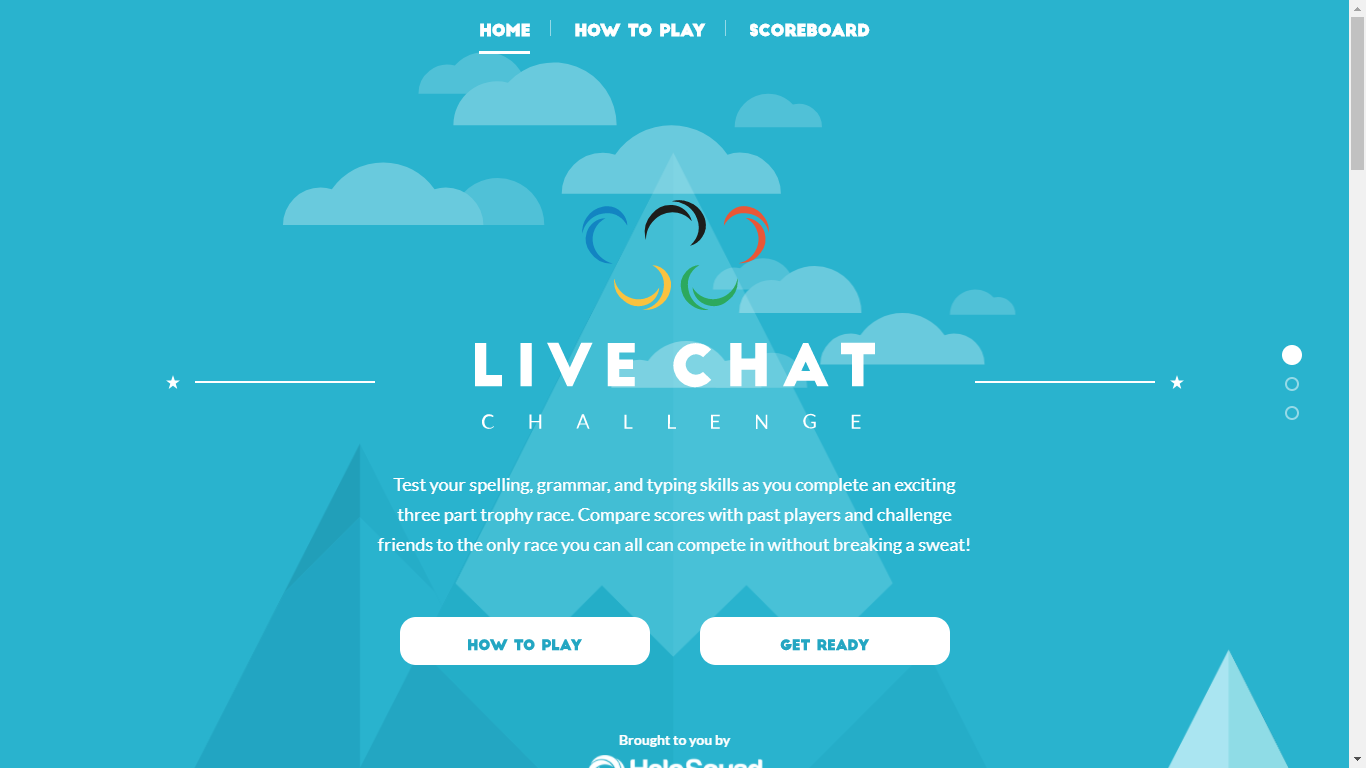 HOME HOW TO PLAY SCOREBOARD
LIVE CHAT
CHALLENGE
Test your spelling, grammar, and typing skills as you complete an exciting
three part trophy race. Compare scores with past players and challenge
friends to the only race you can all can compete in without breaking a sweat!
HOW TO PLAY GET READY
Brought to you by
HelpSquad